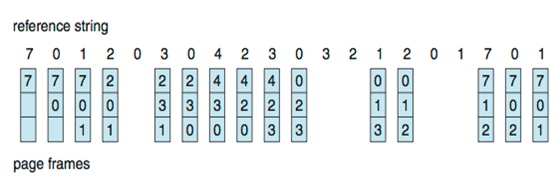 reference string
7 0 1 2 0 3 0 4 2 3 0 3 2 1 2 0 1 7 0 1
7 7 7 2 2 2 4 4 4 0 0 0 7 7 7
0 0 0 3 3 3 2 2 2 1 1 1 0 0
1 1 1 0 0 0 3 3 3 2 2 2 1
page frames